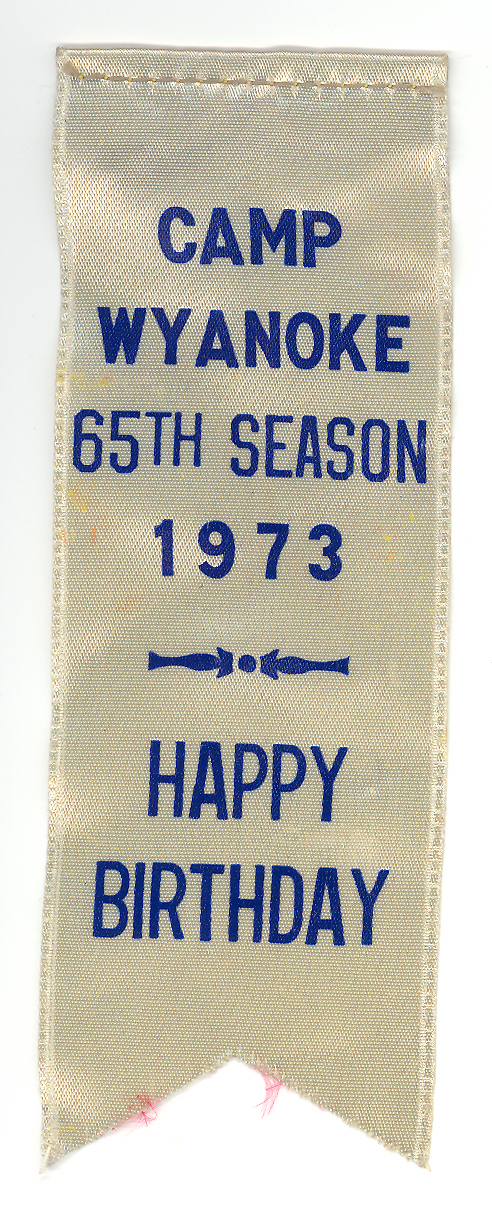 CAMP
WYANOKE
65TH SEASON
1973
HAPPY
BIRTHDAY